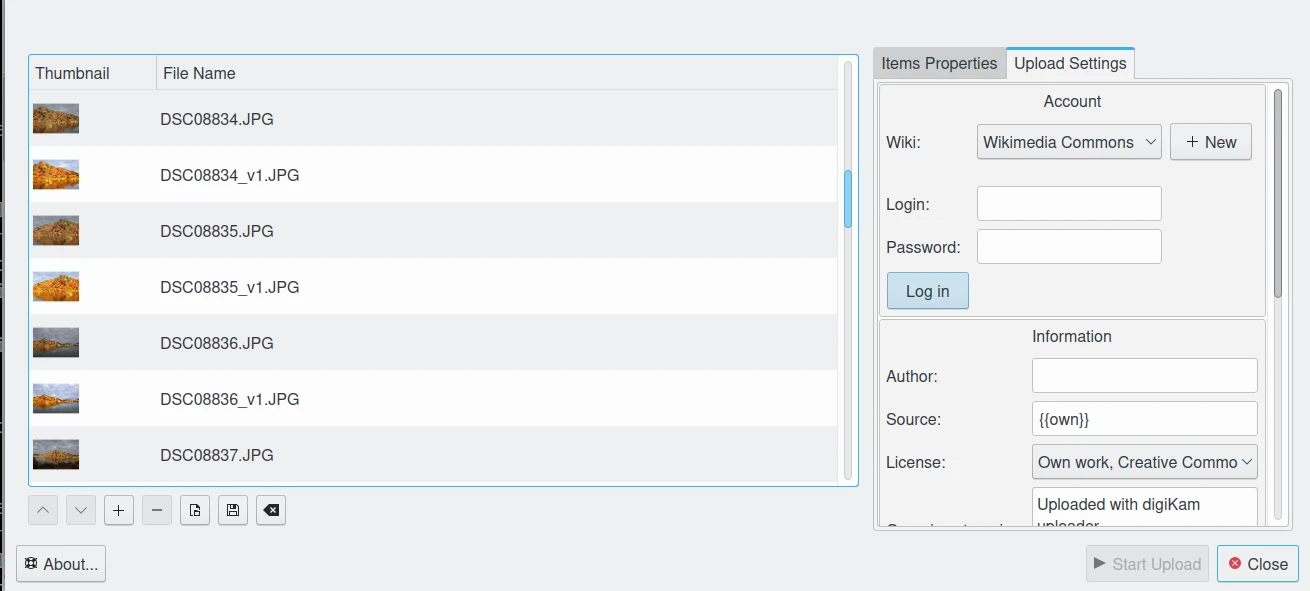 Thumbnail File Name
DSC08834.JPG
DSC08834_v1.JPG
DSC08835.JPG
DSC08835_v1.JPG
DSC08836.JPG
DSC08836_v1.JPG
DSC08837.JPG
Items Properties Upload Settings
Account
Wiki: Wikimedia Commons New
Login:
Password:
Log in
Information
Author:
Source: {{own}}
License: Own work, Creative Commo
Uploaded with digiKam
uploader
About... Start Upload Close